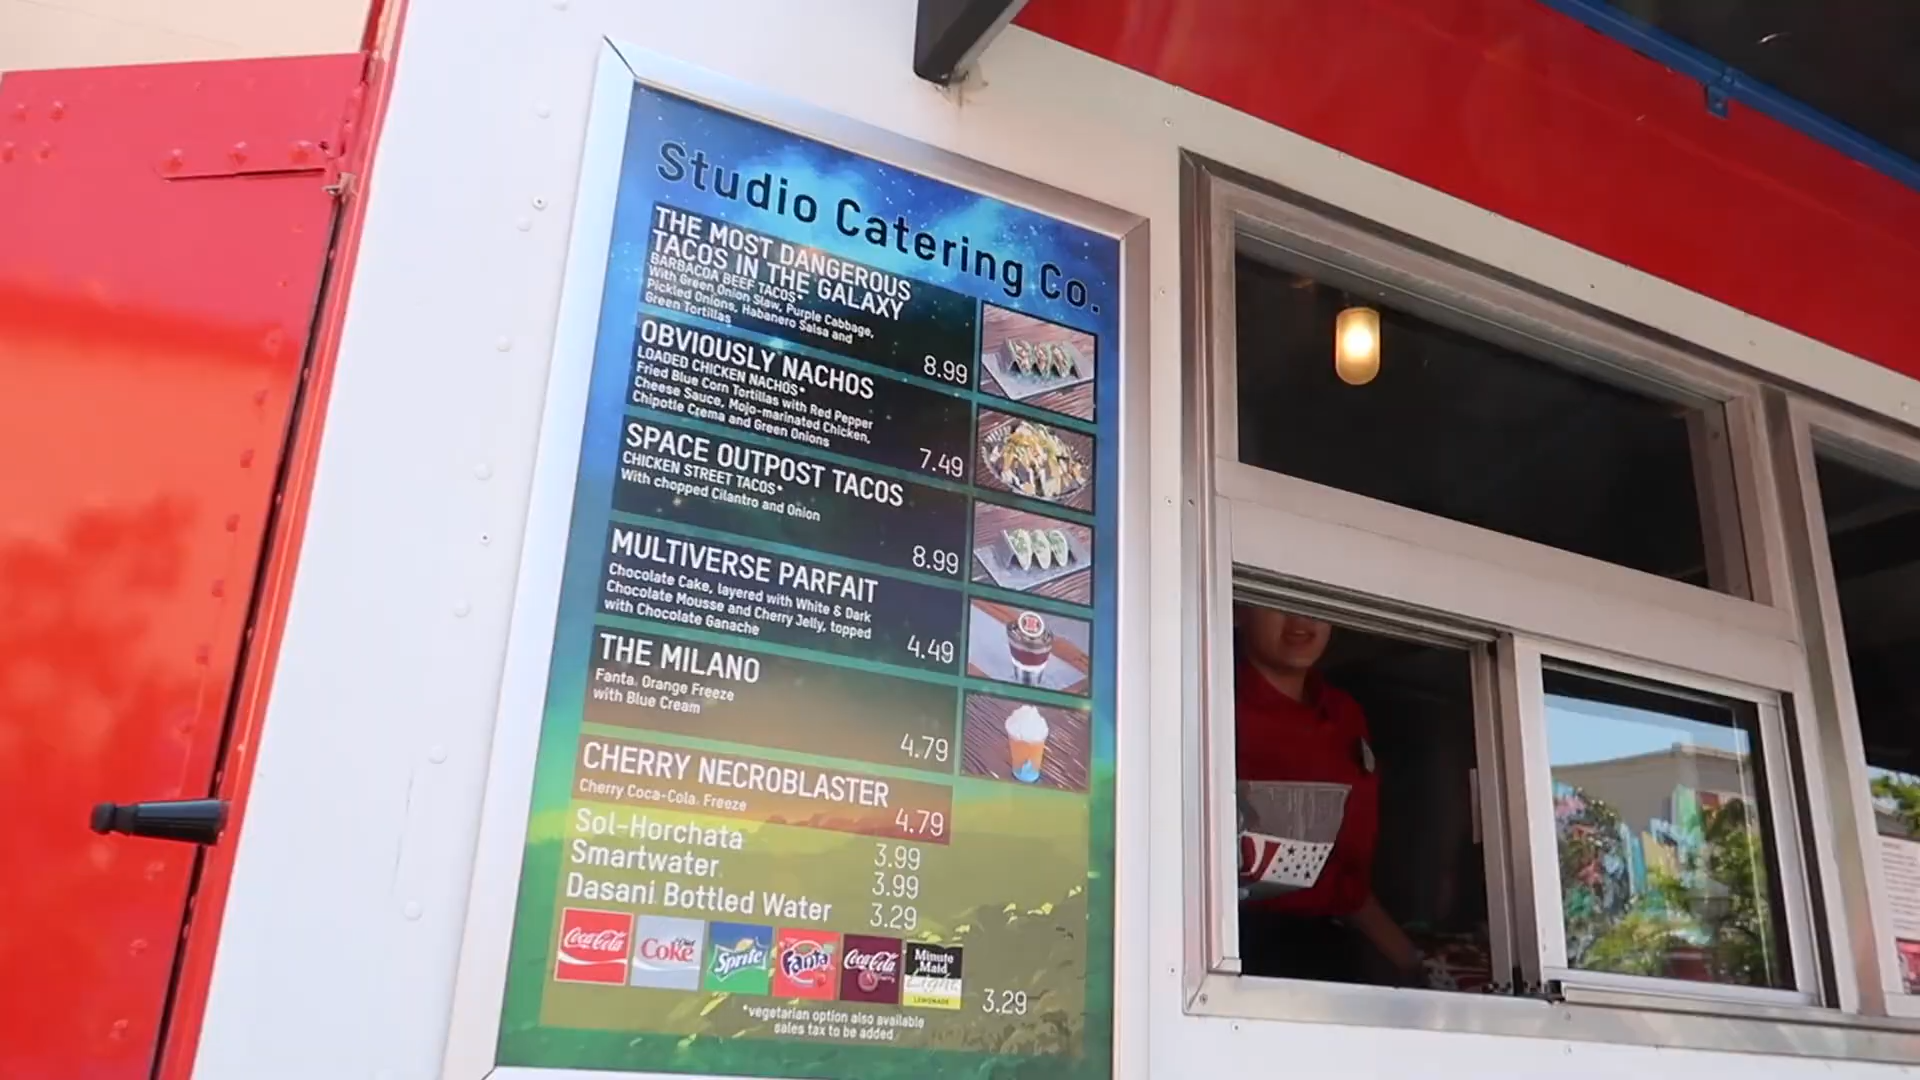 Studio Catering Co.
THE MOST DANGEROUS
TACOS IN THE GALAXY
BARBACOA BEEF TACOS*
With Green Onion Slaw, Purple Cabbage,
Pickled Onions, Habanero Salsa and
Green Tortillas
8.99
OBVIOUSLY NACHOS
LOADED CHICKEN NACHOS*
Fried Blue Corn Tortillas with Red Pepper
Cheese Sauce, Mojo-marinated Chicken,
Chipotle Crema and Green Onions
7.49
SPACE OUTPOST TACOS
CHICKEN STREET TACOS*
With chopped Cilantro and Onion
8.99
MULTIVERSE PARFAIT
Chocolate Cake, layered with White & Dark
Chocolate Mousse and Cherry Jelly, topped
with Chocolate Ganache
4.49
THE MILANO
Fanta. Orange Freeze
with Blue Cream
4.79
CHERRY NECROBLASTER
Cherry Coca-Cola. Freeze
4.79
Sol-Horchata 3.99
Smartwater 3.99
Dasani Bottled Water 3.29
Coca-Cola
Diet Coke
Sprite
Fanta
Coca-Cola
Minute Maid Light LEMONADE
3.29
*vegetarian option also available
sales tax to be added